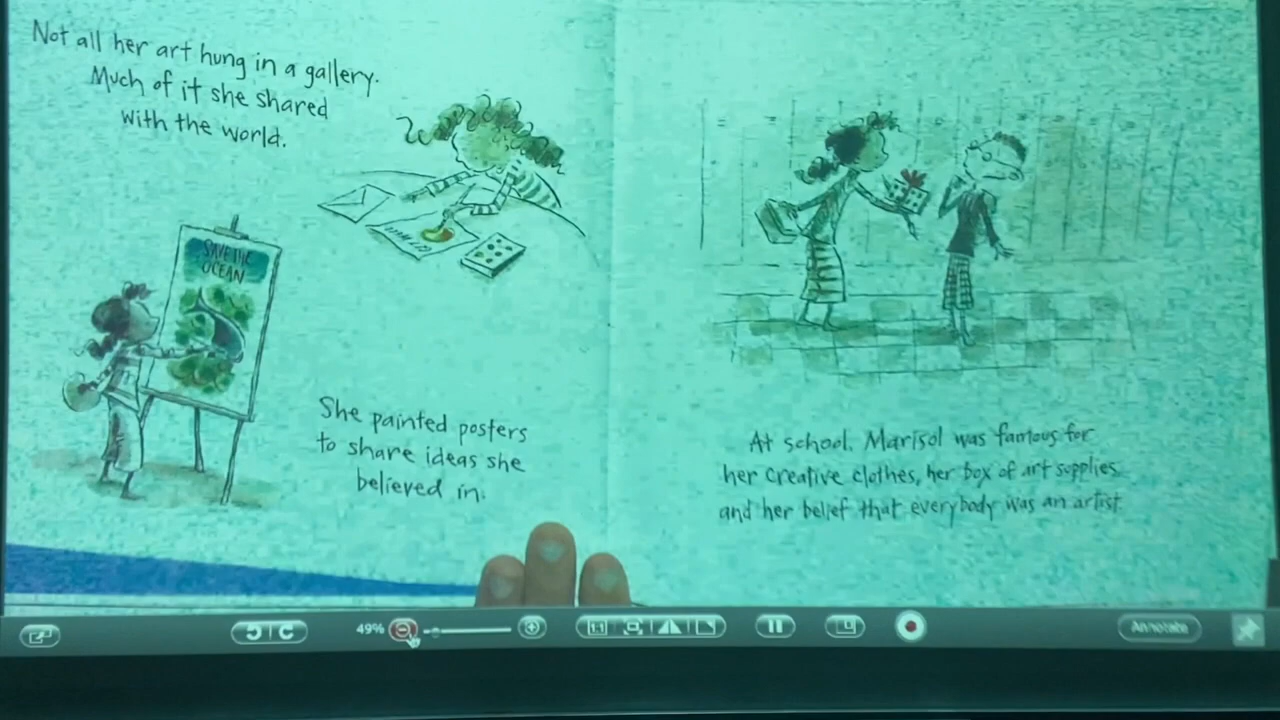 Not all her art hung in a gallery.
Much of it she shared
with the world.
SAVE THE
OCEAN
She painted posters
to share ideas she
believed in.
At school, Marisol was famous for
her creative clothes, her box of art supplies
and her belief that everybody was an artist.
49%
1:1
Annotate